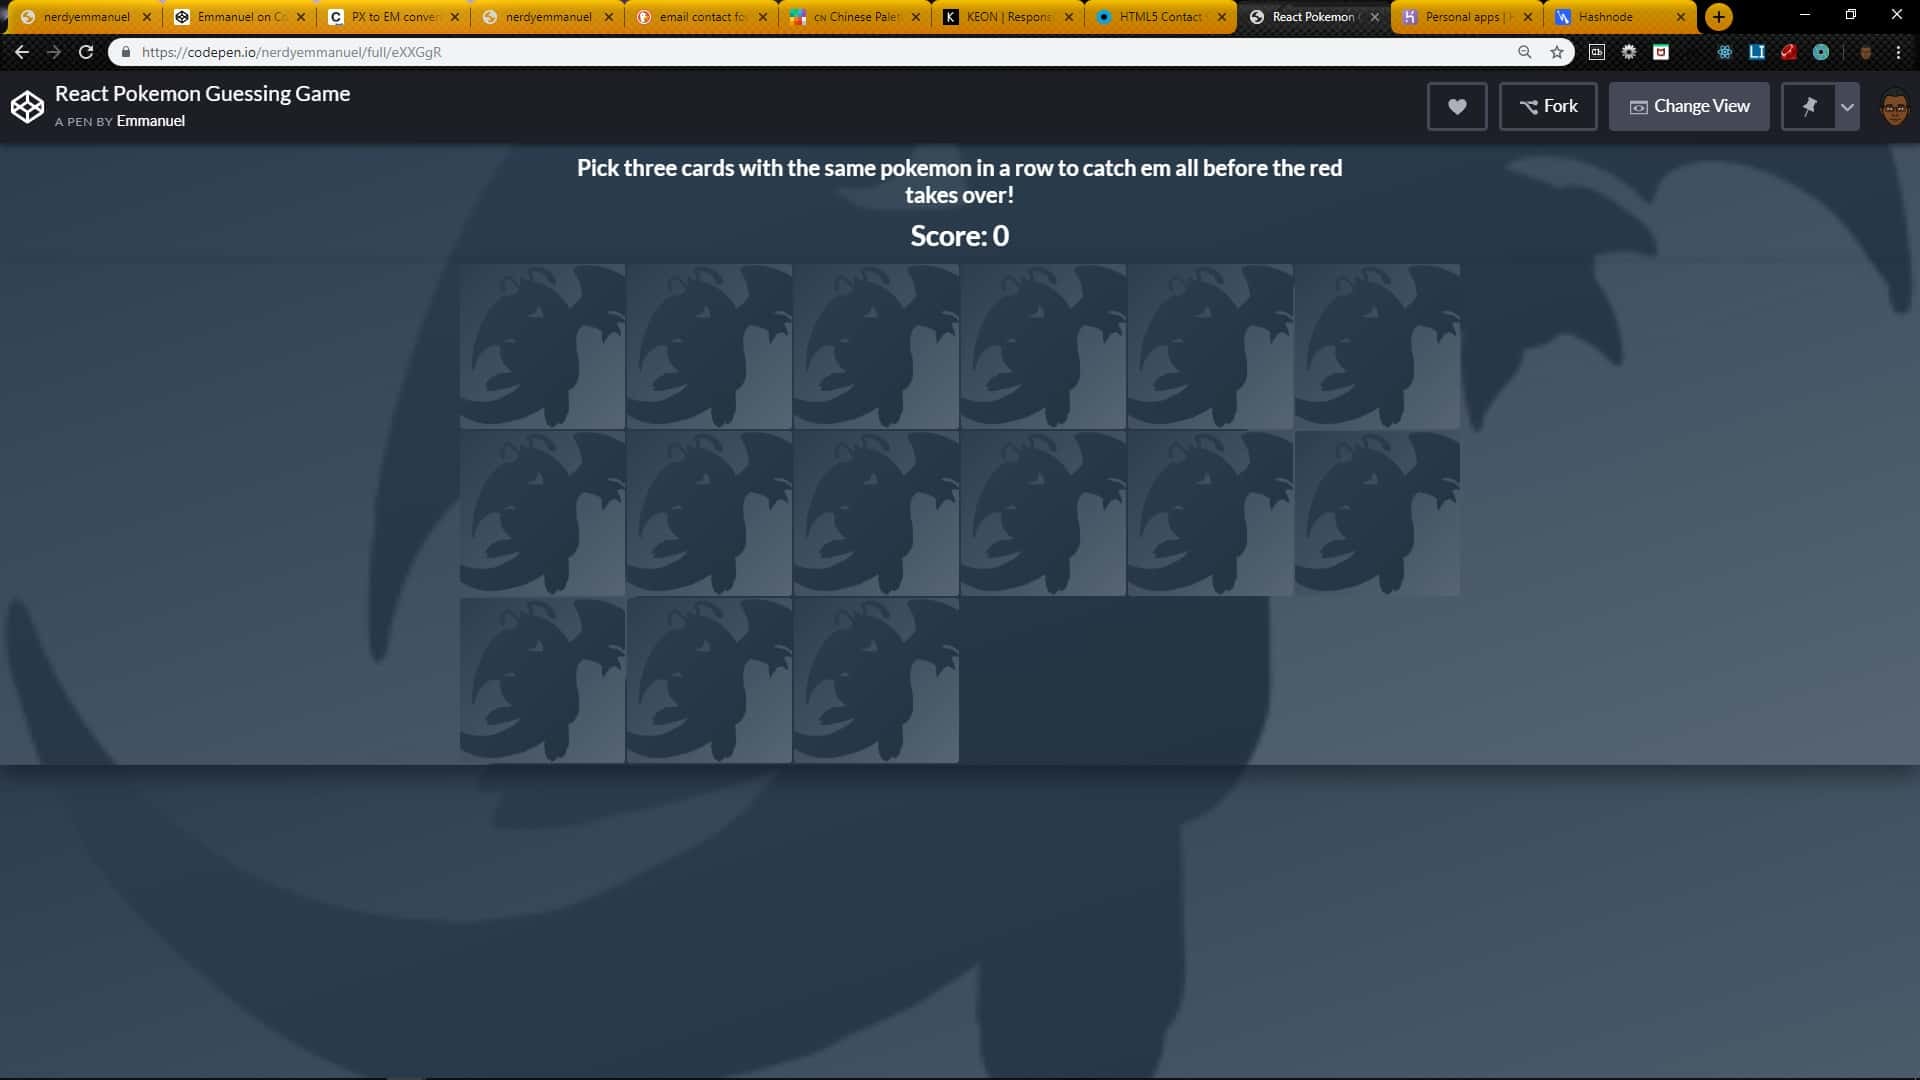 nerdyemmanuel
Emmanuel on Co
PX to EM conver
nerdyemmanuel
email contact fo
CN Chinese Palet
KEON | Respons
HTML5 Contact
React Pokemon
Personal apps |
Hashnode
https://codepen.io/nerdyemmanuel/full/eXXGgR
React Pokemon Guessing Game
A PEN BY Emmanuel
Fork
Change View
Pick three cards with the same pokemon in a row to catch em all before the red
takes over!
Score: 0